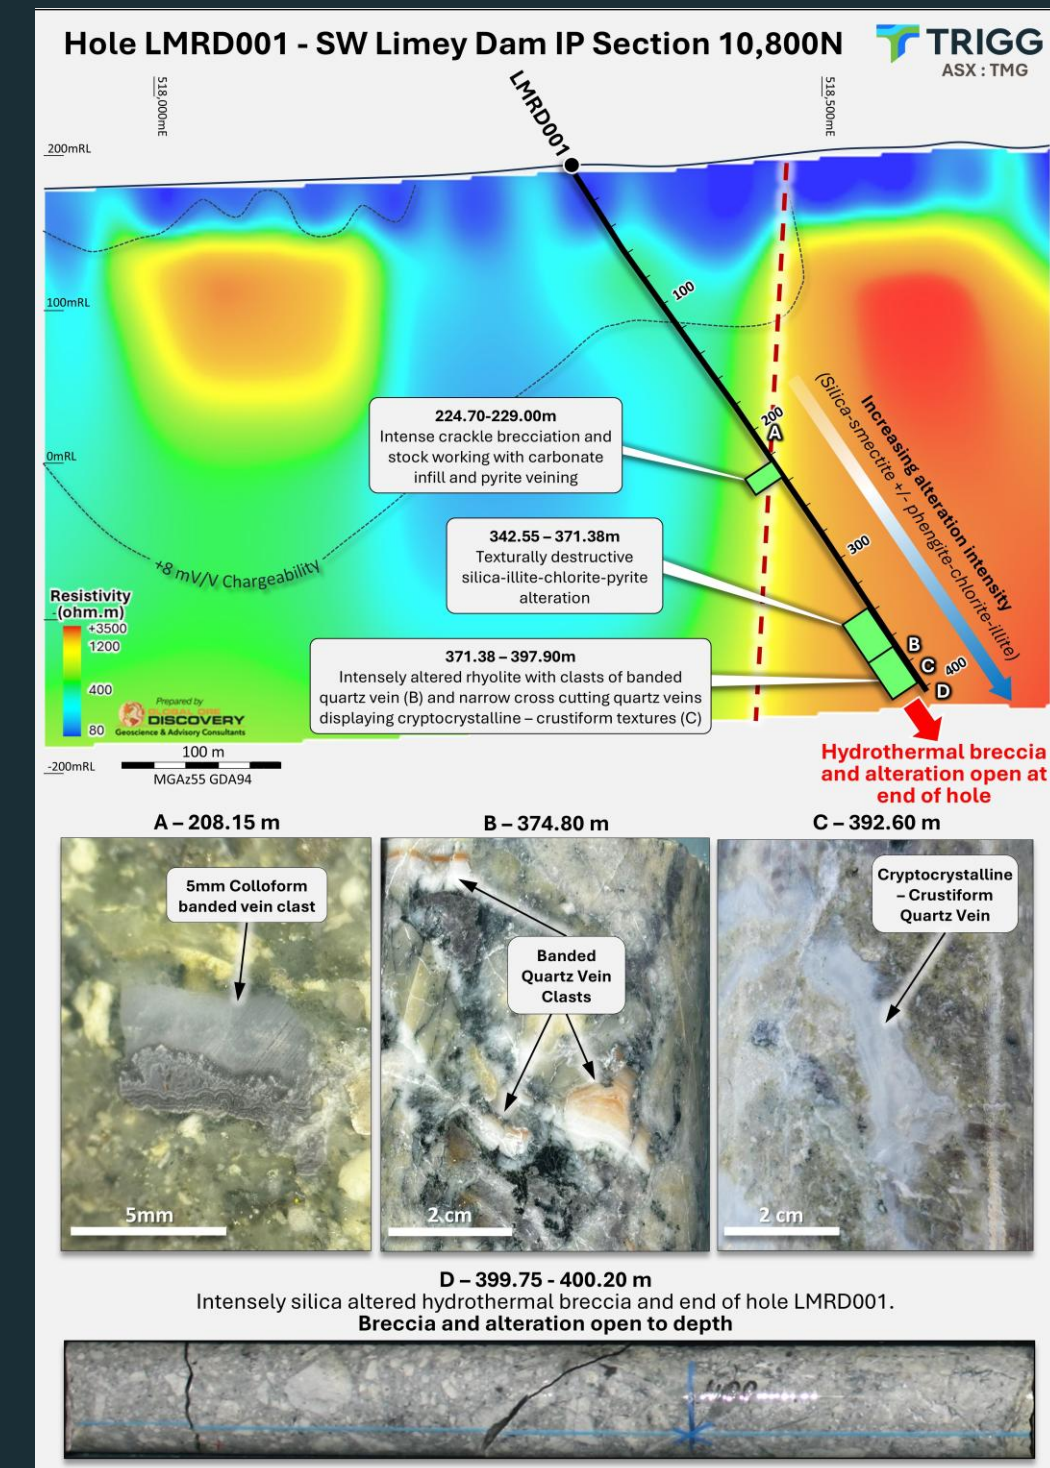 Hole LMRD001 - SW Limey Dam IP Section 10,800N
TRIGG
ASX : TMG
518,000mE
LMRD001
518,500mE
200mRL
100
100mRL
200
A
224.70-229.00m
Intense crackle brecciation and
stock working with carbonate
infill and pyrite veining
Increasing alteration intensity
(Silica-smectite +/- phengite-chlorite-illite)
0mRL
300
342.55 – 371.38m
Texturally destructive
silica-illite-chlorite-pyrite
alteration
+8 mV/V Chargeability
Resistivity
(ohm.m)
+3500
1200
400
80
B
C
400
D
371.38 – 397.90m
Intensely altered rhyolite with clasts of banded
quartz vein (B) and narrow cross cutting quartz veins
displaying cryptocrystalline – crustiform textures (C)
Prepared by
GLOBAL ORE
DISCOVERY
Geoscience & Advisory Consultants
100 m
MGAz55 GDA94
-200mRL
Hydrothermal breccia
and alteration open at
end of hole
A – 208.15 m
B – 374.80 m
C – 392.60 m
5mm Colloform
banded vein clast
5mm
Banded
Quartz Vein
Clasts
2 cm
Cryptocrystalline
– Crustiform
Quartz Vein
2 cm
D – 399.75 - 400.20 m
Intensely silica altered hydrothermal breccia and end of hole LMRD001.
Breccia and alteration open to depth
400